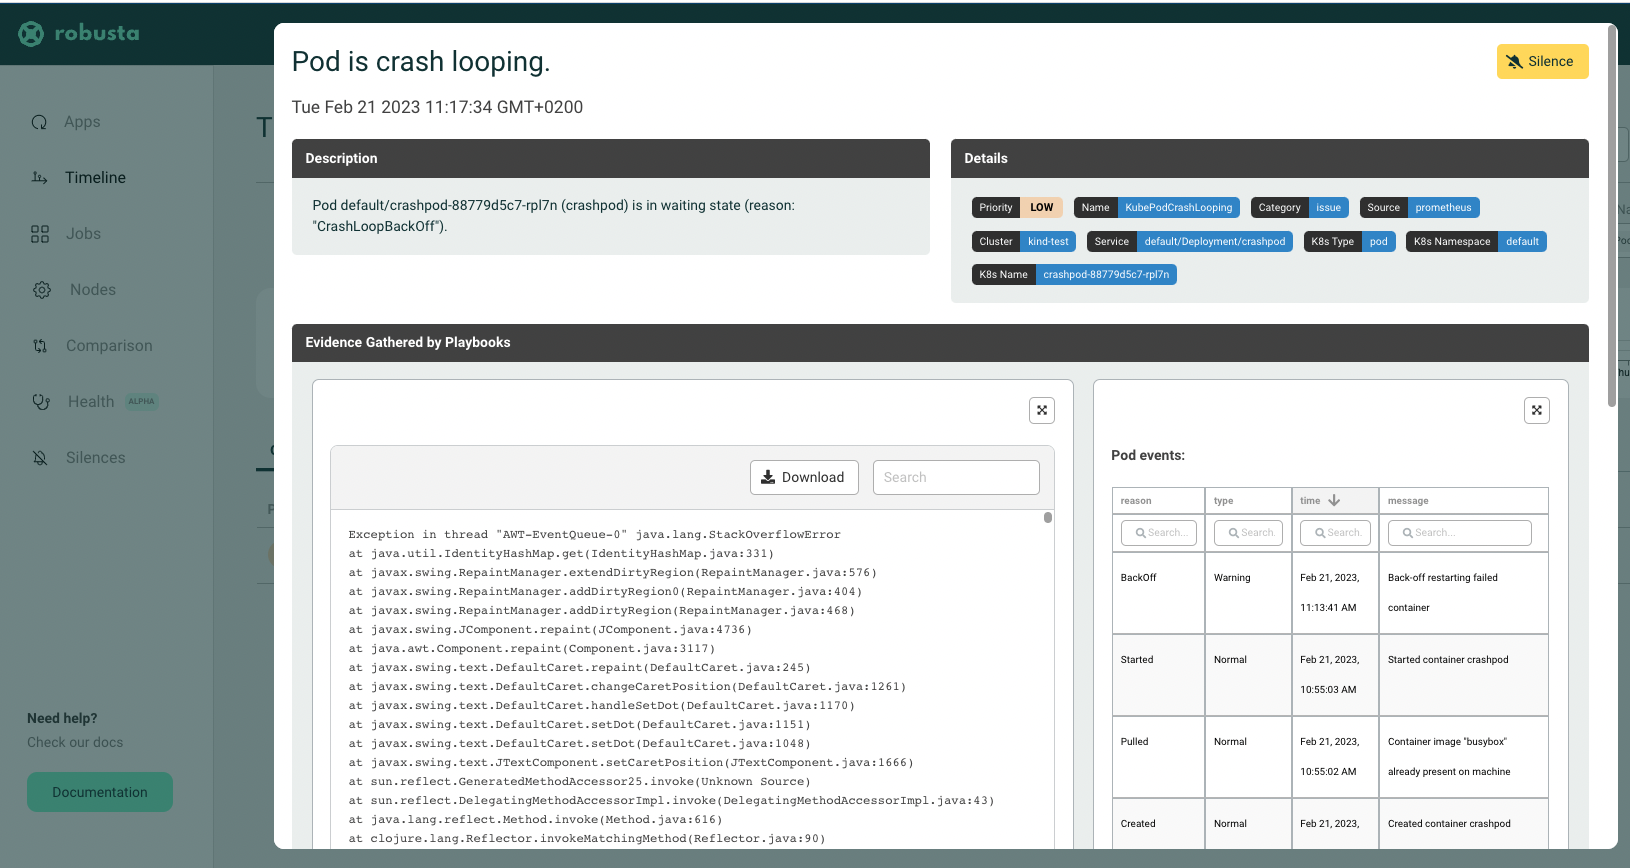 robusta
Apps
Timeline
Jobs
Nodes
Comparison
Health ALPHA
Silences
Need help?
Check our docs
Documentation
T
Pod is crash looping.
Silence
Tue Feb 21 2023 11:17:34 GMT+0200
Description
Pod default/crashpod-88779d5c7-rpl7n (crashpod) is in waiting state (reason:
"CrashLoopBackOff").
Details
Priority LOW Name KubePodCrashLooping Category issue Source prometheus
Cluster kind-test Service default/Deployment/crashpod K8s Type pod K8s Namespace default
K8s Name crashpod-88779d5c7-rpl7n
Evidence Gathered by Playbooks
Download Search
Exception in thread "AWT-EventQueue-0" java.lang.StackOverflowError
at java.util.IdentityHashMap.get(IdentityHashMap.java:331)
at javax.swing.RepaintManager.extendDirtyRegion(RepaintManager.java:576)
at javax.swing.RepaintManager.addDirtyRegion0(RepaintManager.java:404)
at javax.swing.RepaintManager.addDirtyRegion(RepaintManager.java:468)
at javax.swing.JComponent.repaint(JComponent.java:4736)
at java.awt.Component.repaint(Component.java:3117)
at javax.swing.text.DefaultCaret.repaint(DefaultCaret.java:245)
at javax.swing.text.DefaultCaret.changeCaretPosition(DefaultCaret.java:1261)
at javax.swing.text.DefaultCaret.handleSetDot(DefaultCaret.java:1170)
at javax.swing.text.DefaultCaret.setDot(DefaultCaret.java:1151)
at javax.swing.text.DefaultCaret.setDot(DefaultCaret.java:1048)
at javax.swing.text.JTextComponent.setCaretPosition(JTextComponent.java:1666)
at sun.reflect.GeneratedMethodAccessor25.invoke(Unknown Source)
at sun.reflect.DelegatingMethodAccessorImpl.invoke(DelegatingMethodAccessorImpl.java:43)
at java.lang.reflect.Method.invoke(Method.java:616)
at clojure.lang.Reflector.invokeMatchingMethod(Reflector.java:90)
Pod events:
reason type time message
Search... Search. Search. Search...
BackOff Warning Feb 21, 2023, Back-off restarting failed
11:13:41 AM container
Started Normal Feb 21, 2023, Started container crashpod
10:55:03 AM
Pulled Normal Feb 21, 2023, Container image "busybox"
10:55:02 AM already present on machine
Created Normal Feb 21, 2023, Created container crashpod